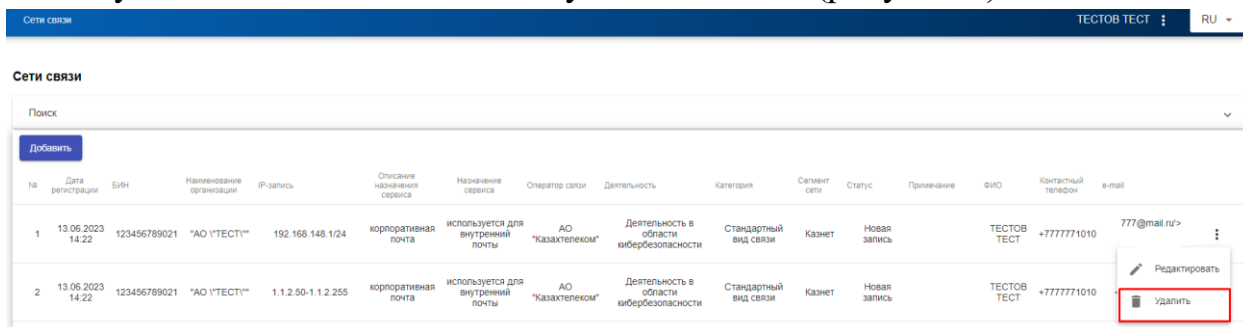 Сети связи
ТЕСТОВ ТЕСТ
RU
Сети связи
Поиск
Добавить
№ Дата регистрации БИН Наименование организации IP-запись Описание назначения сервиса Назначение сервиса Оператор связи Деятельность Категория Сегмент сети Статус Примечание ФИО Контактный телефон e-mail
1 13.06.2023 14:22 123456789021 "АО \"ТЕСТ\"" 192.168.148.1/24 корпоративная почта используется для внутренний почты АО "Казахтелеком" Деятельность в области кибербезопасности Стандартный вид связи Казнет Новая запись ТЕСТОВ ТЕСТ +7777771010 777@mail.ru'>
Редактировать
2 13.06.2023 14:22 123456789021 "АО \"ТЕСТ\"" 1.1.2.50-1.1.2.255 корпоративная почта используется для внутренний почты АО "Казахтелеком" Деятельность в области кибербезопасности Стандартный вид связи Казнет Новая запись ТЕСТОВ ТЕСТ +7777771010
Удалить